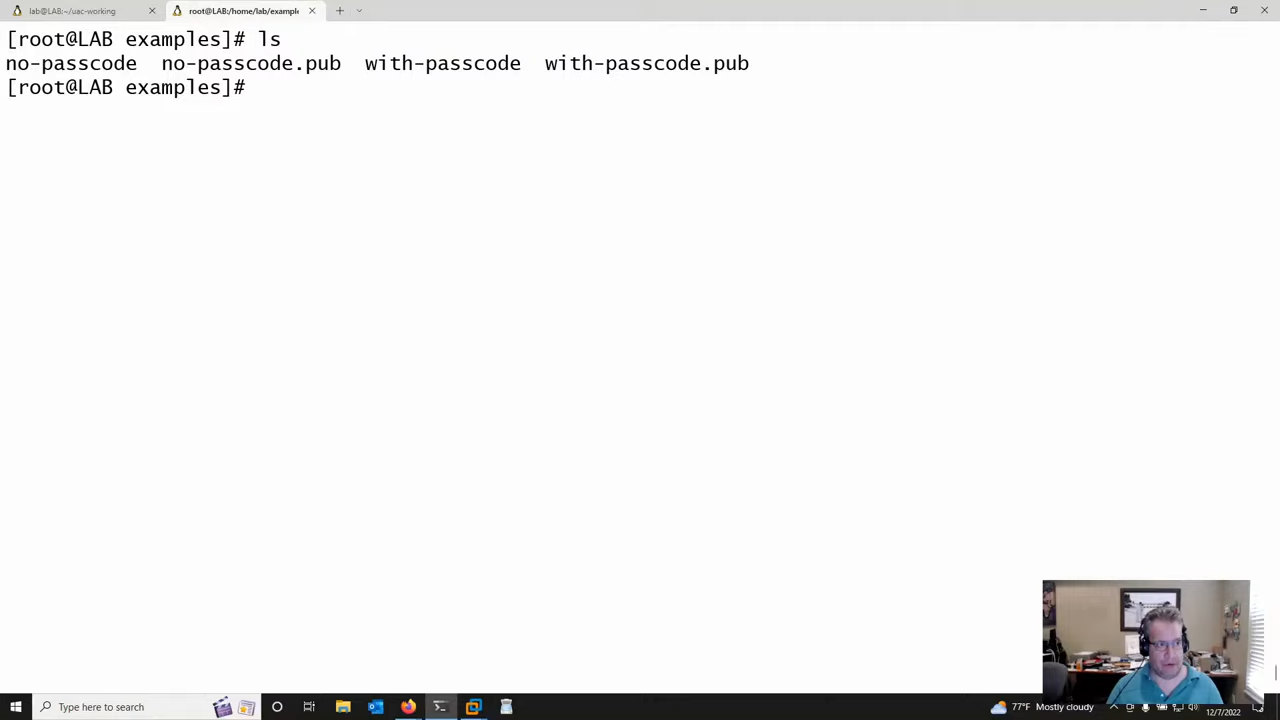 lab@LAB:~/uac-working
root@LAB:/home/lab/exampl
[root@LAB examples]# ls
no-passcode  no-passcode.pub  with-passcode  with-passcode.pub
[root@LAB examples]#
Type here to search
77°F Mostly cloudy
12/7/2022